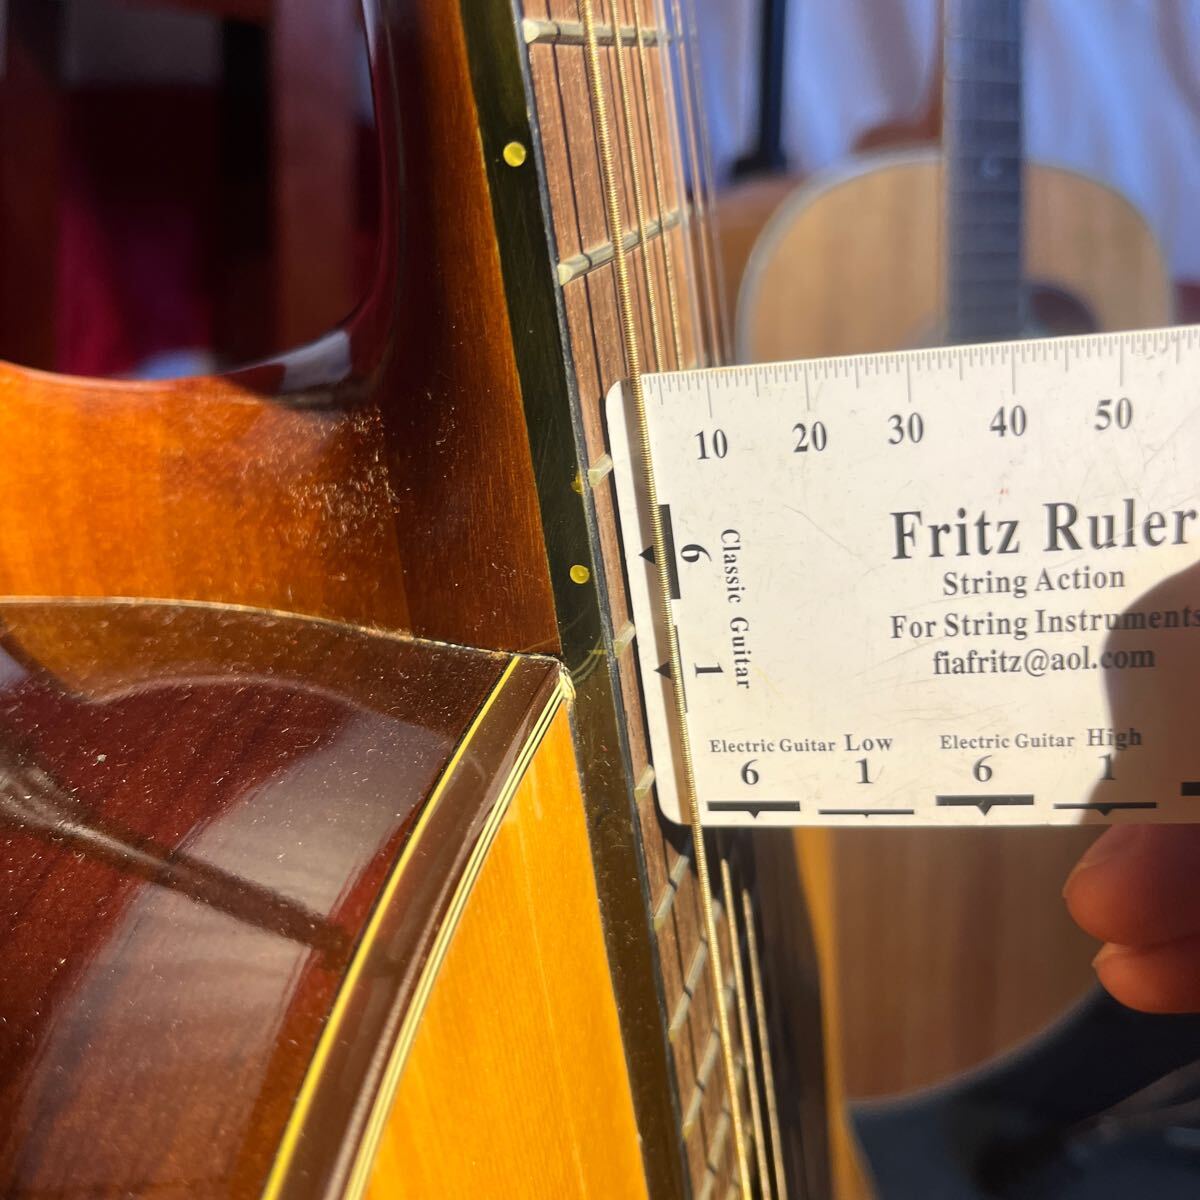 10 20 30 40 50
Fritz Ruler
String Action
For String Instruments
fiafritz@aol.com
6 1
Classic Guitar
Electric Guitar Low
6 1
Electric Guitar High
6 1